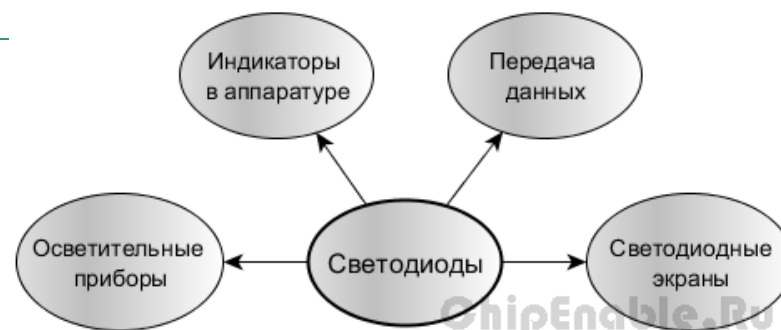 Индикаторы
в аппаратуре
Передача
данных
Осветительные
приборы
Светодиоды
Светодиодные
экраны
ChipEnable.Ru